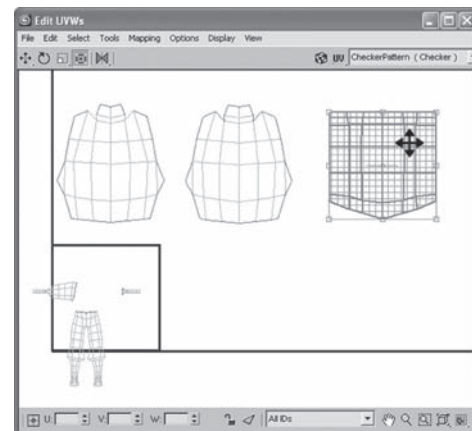 Edit UVWs
File Edit Select Tools Mapping Options Display View
UV CheckerPattern ( Checker )
U: V: W: All IDs